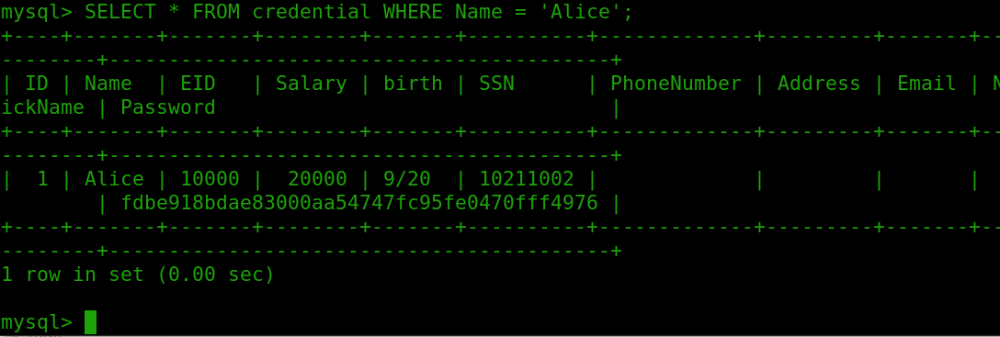 mysql> SELECT * FROM credential WHERE Name = 'Alice';
+----+-------+-------+--------+-------+----------+-------------+---------+-------+--
--------+------------------------------------------+
| ID | Name  | EID   | Salary | birth | SSN      | PhoneNumber | Address | Email | N
ickName | Password                                 |
+----+-------+-------+--------+-------+----------+-------------+---------+-------+--
--------+------------------------------------------+
|  1 | Alice | 10000 |  20000 | 9/20  | 10211002 |             |         |       |
        | fdbe918bdae83000aa54747fc95fe0470fff4976 |
+----+-------+-------+--------+-------+----------+-------------+---------+-------+--
--------+------------------------------------------+
1 row in set (0.00 sec)
mysql>